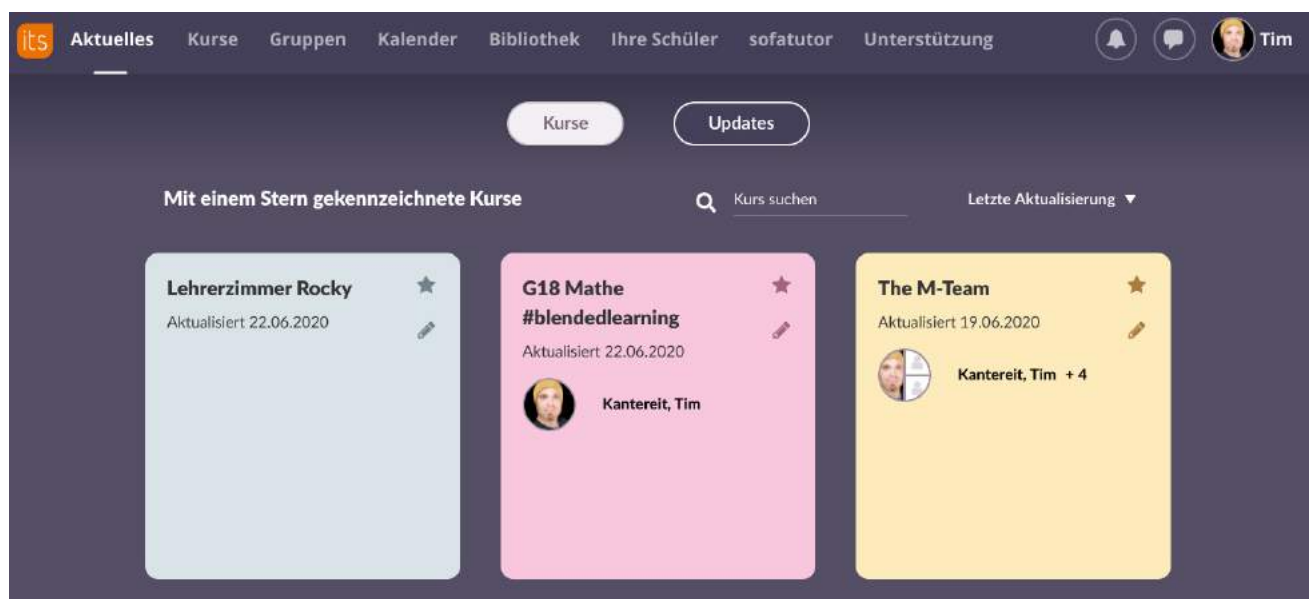 its Aktuelles Kurse Gruppen Kalender Bibliothek Ihre Schüler sofatutor Unterstützung Tim
Kurse Updates
Mit einem Stern gekennzeichnete Kurse Kurs suchen Letzte Aktualisierung ▼
Lehrerzimmer Rocky
Aktualisiert 22.06.2020
G18 Mathe
#blendedlearning
Aktualisiert 22.06.2020
Kantereit, Tim
The M-Team
Aktualisiert 19.06.2020
Kantereit, Tim + 4